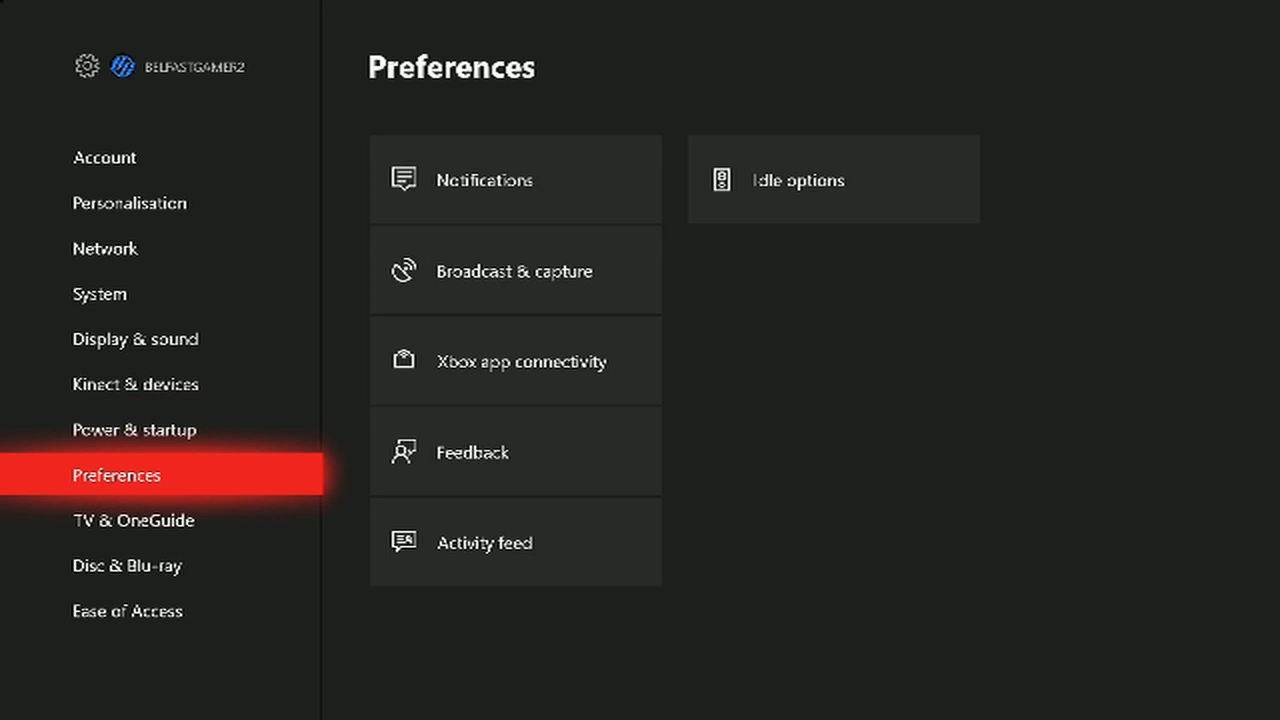 BELFASTGAMER2
Account
Personalisation
Network
System
Display & sound
Kinect & devices
Power & startup
Preferences
TV & OneGuide
Disc & Blu-ray
Ease of Access
Preferences
Notifications
Broadcast & capture
Xbox app connectivity
Feedback
Activity feed
Idle options